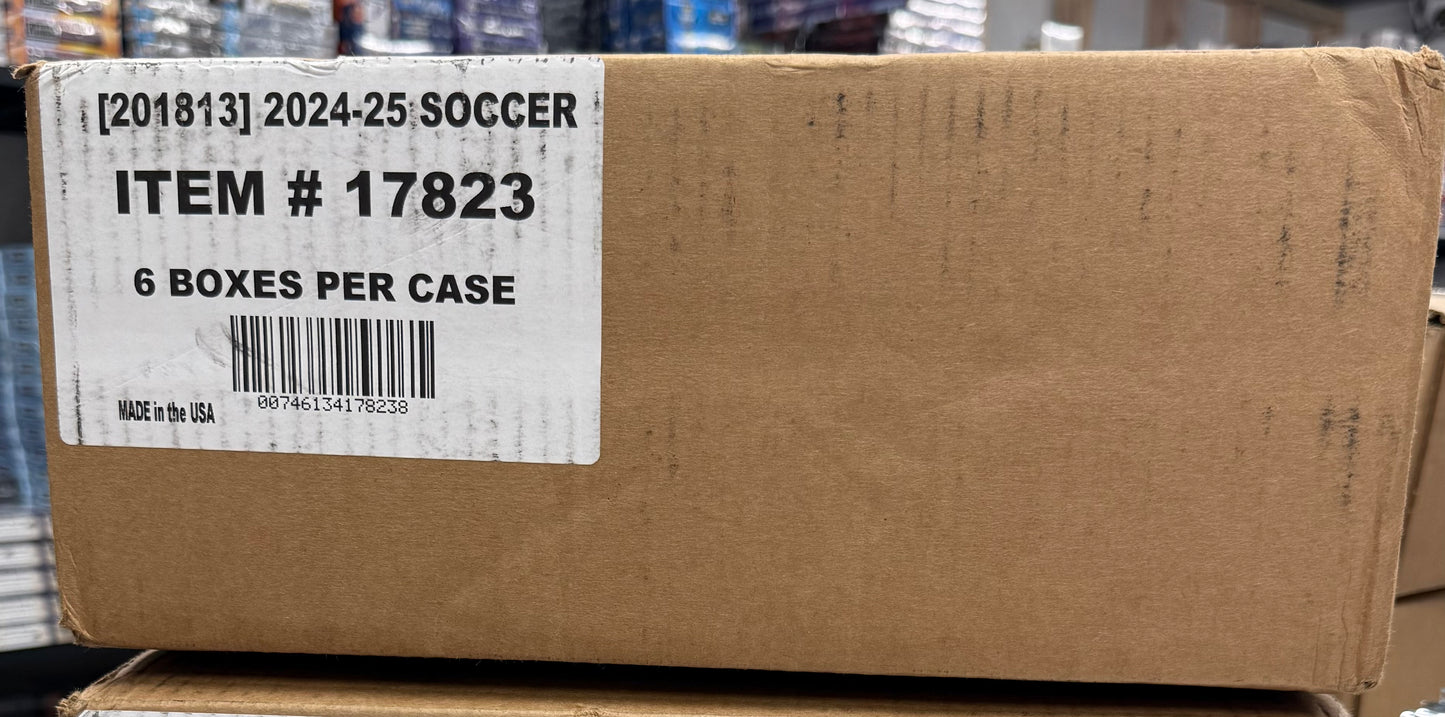 [201813] 2024-25 SOCCER
ITEM # 17823
6 BOXES PER CASE
00746134178238
MADE in the USA